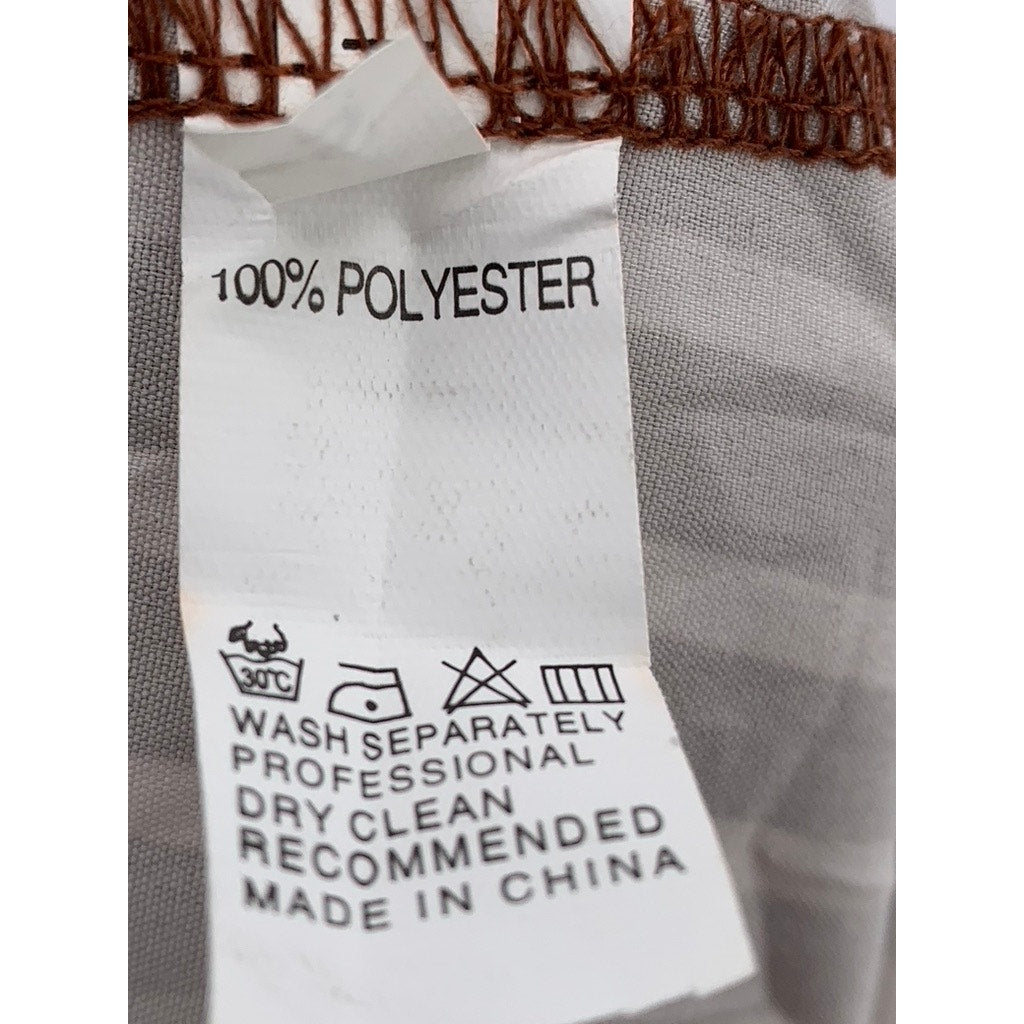 100% POLYESTER
30°C
WASH SEPARATELY
PROFESSIONAL
DRY CLEAN
RECOMMENDED
MADE IN CHINA